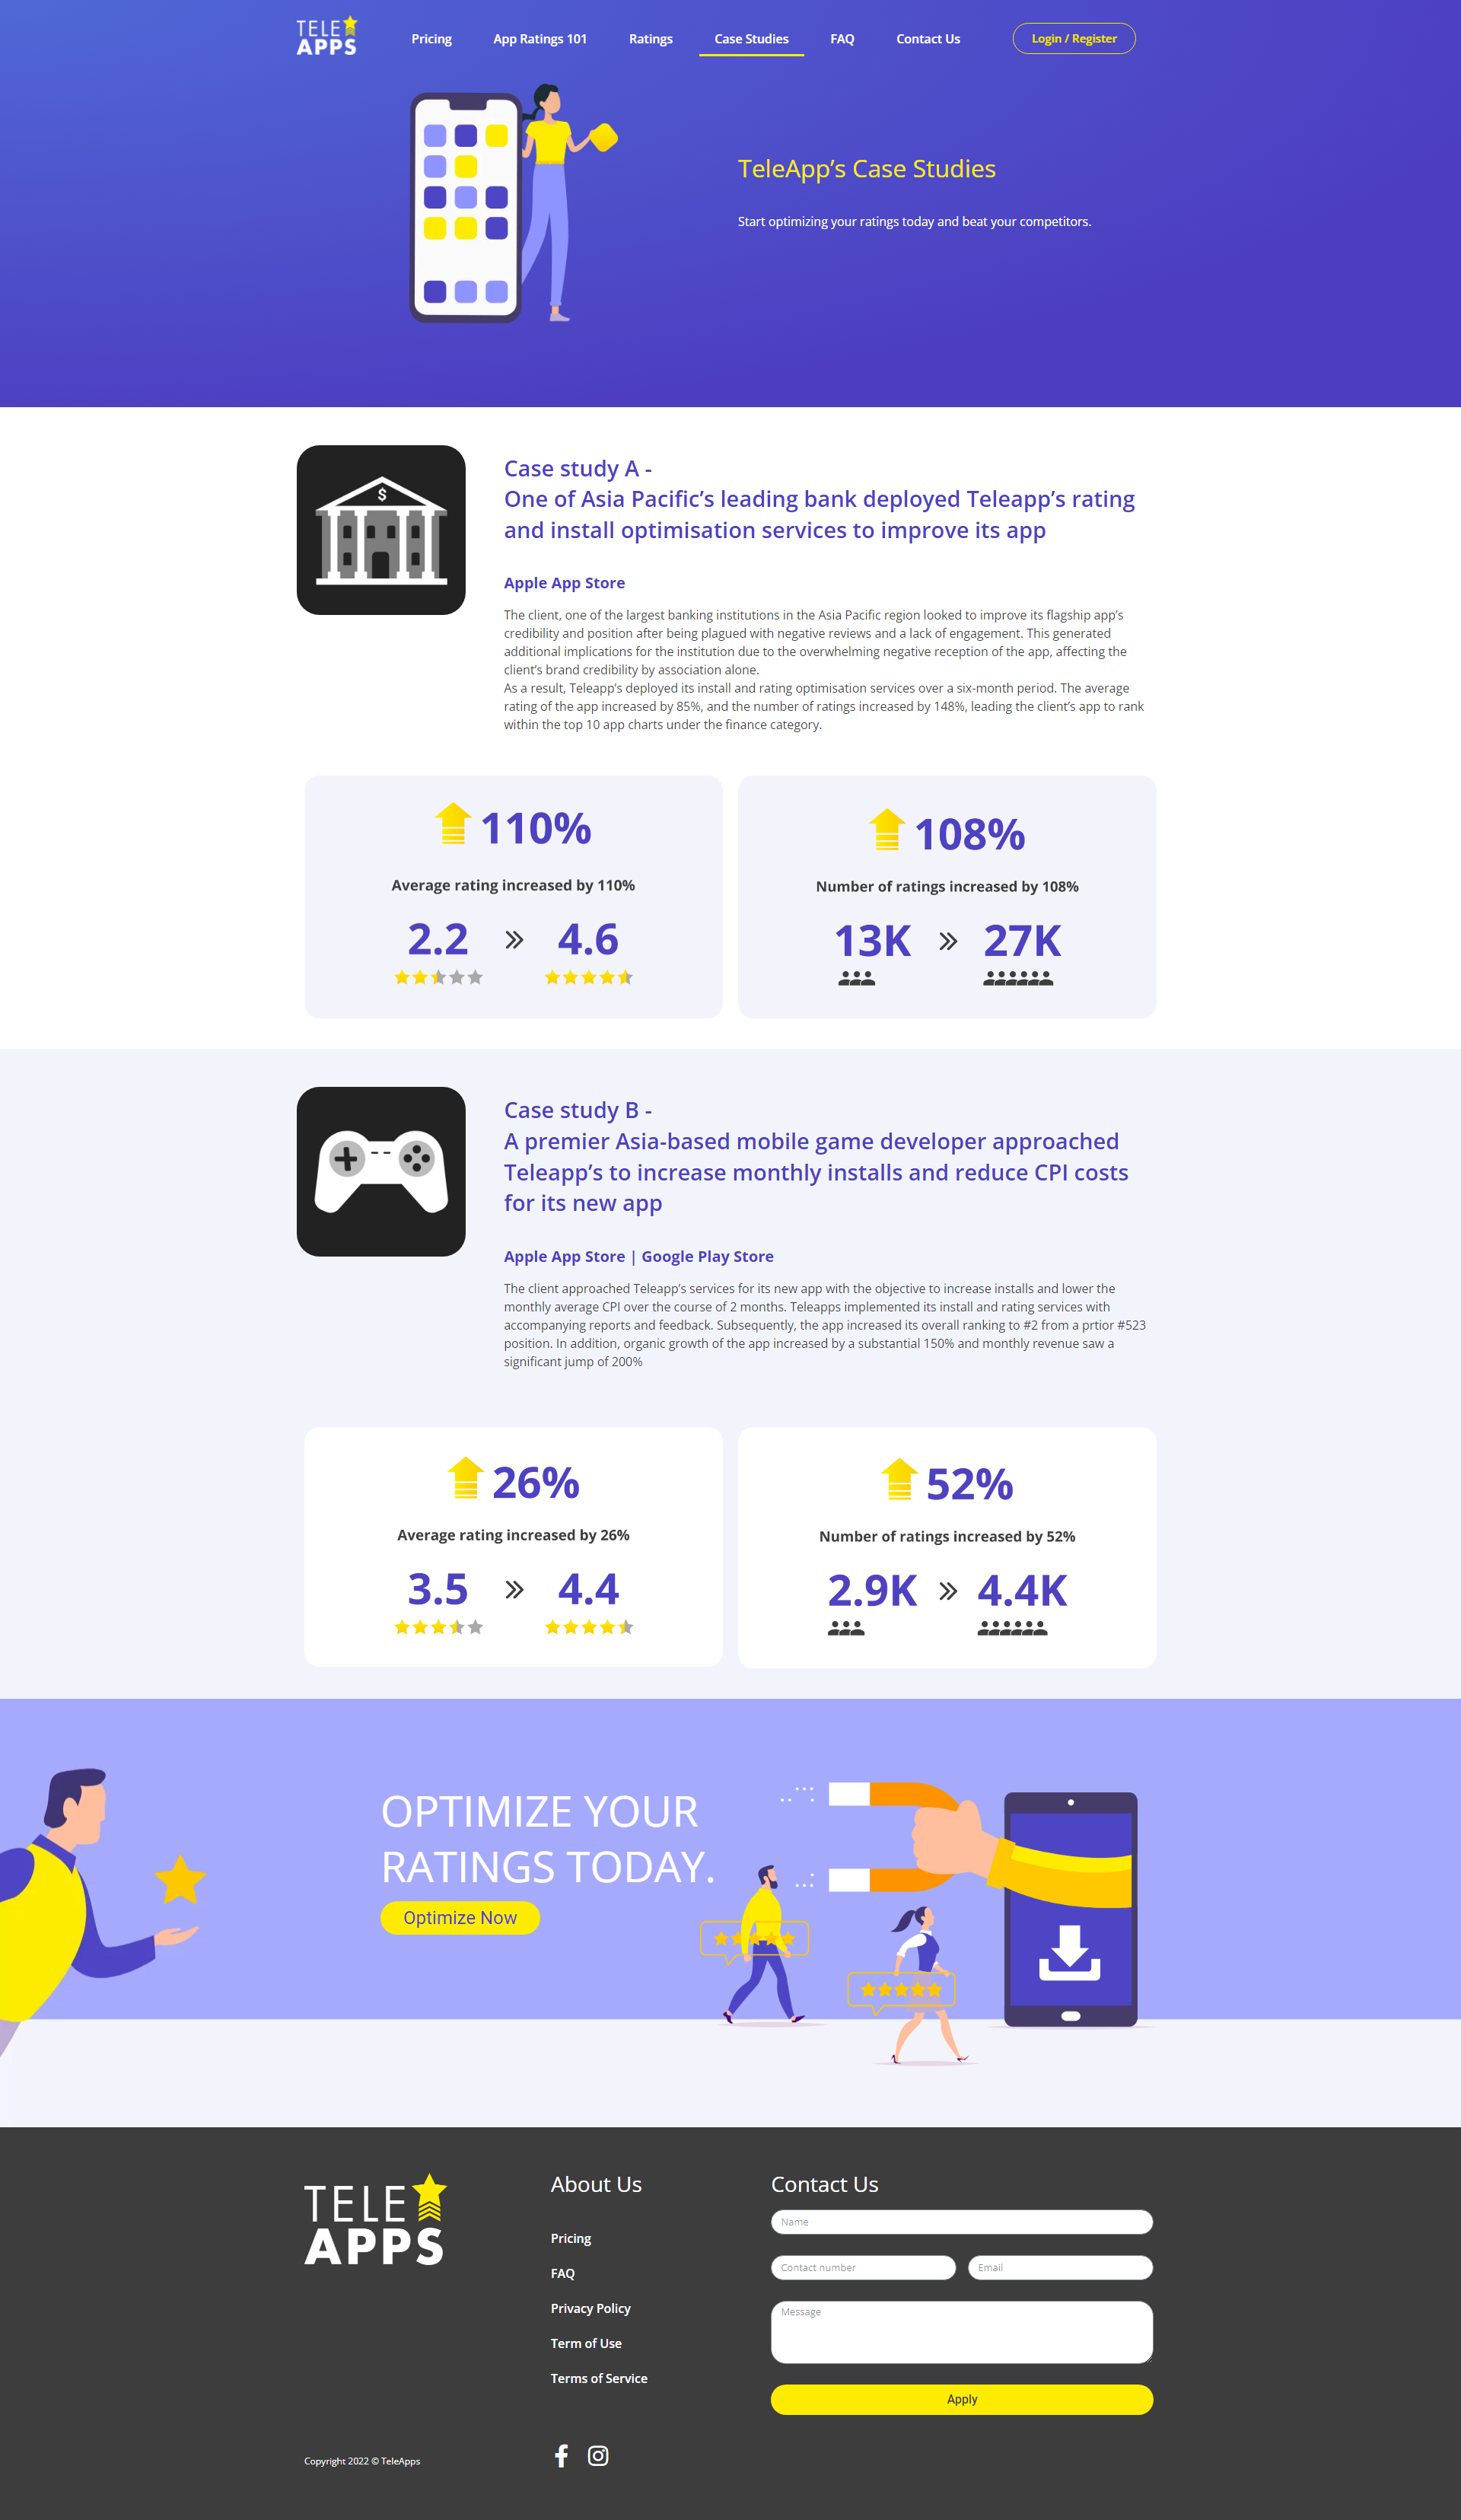 TELE
APPS
Pricing
App Ratings 101
Ratings
Case Studies
FAQ
Contact Us
Login / Register
TeleApp’s Case Studies
Start optimizing your ratings today and beat your competitors.
$
Case study A -
One of Asia Pacific’s leading bank deployed Teleapp’s rating
and install optimisation services to improve its app
Apple App Store
The client, one of the largest banking institutions in the Asia Pacific region looked to improve its flagship app’s
credibility and position after being plagued with negative reviews and a lack of engagement. This generated
additional implications for the institution due to the overwhelming negative reception of the app, affecting the
client’s brand credibility by association alone.
As a result, Teleapp’s deployed its install and rating optimisation services over a six-month period. The average
rating of the app increased by 85%, and the number of ratings increased by 148%, leading the client’s app to rank
within the top 10 app charts under the finance category.
110%
Average rating increased by 110%
2.2 » 4.6
108%
Number of ratings increased by 108%
13K » 27K
Case study B -
A premier Asia-based mobile game developer approached
Teleapp’s to increase monthly installs and reduce CPI costs
for its new app
Apple App Store | Google Play Store
The client approached Teleapp’s services for its new app with the objective to increase installs and lower the
monthly average CPI over the course of 2 months. Teleapps implemented its install and rating services with
accompanying reports and feedback. Subsequently, the app increased its overall ranking to #2 from a prtior #523
position. In addition, organic growth of the app increased by a substantial 150% and monthly revenue saw a
significant jump of 200%
26%
Average rating increased by 26%
3.5 » 4.4
52%
Number of ratings increased by 52%
2.9K » 4.4K
OPTIMIZE YOUR
RATINGS TODAY.
Optimize Now
TELE
APPS
Copyright 2022 © TeleApps
About Us
Pricing
FAQ
Privacy Policy
Term of Use
Terms of Service
Contact Us
Name
Contact number
Email
Message
Apply